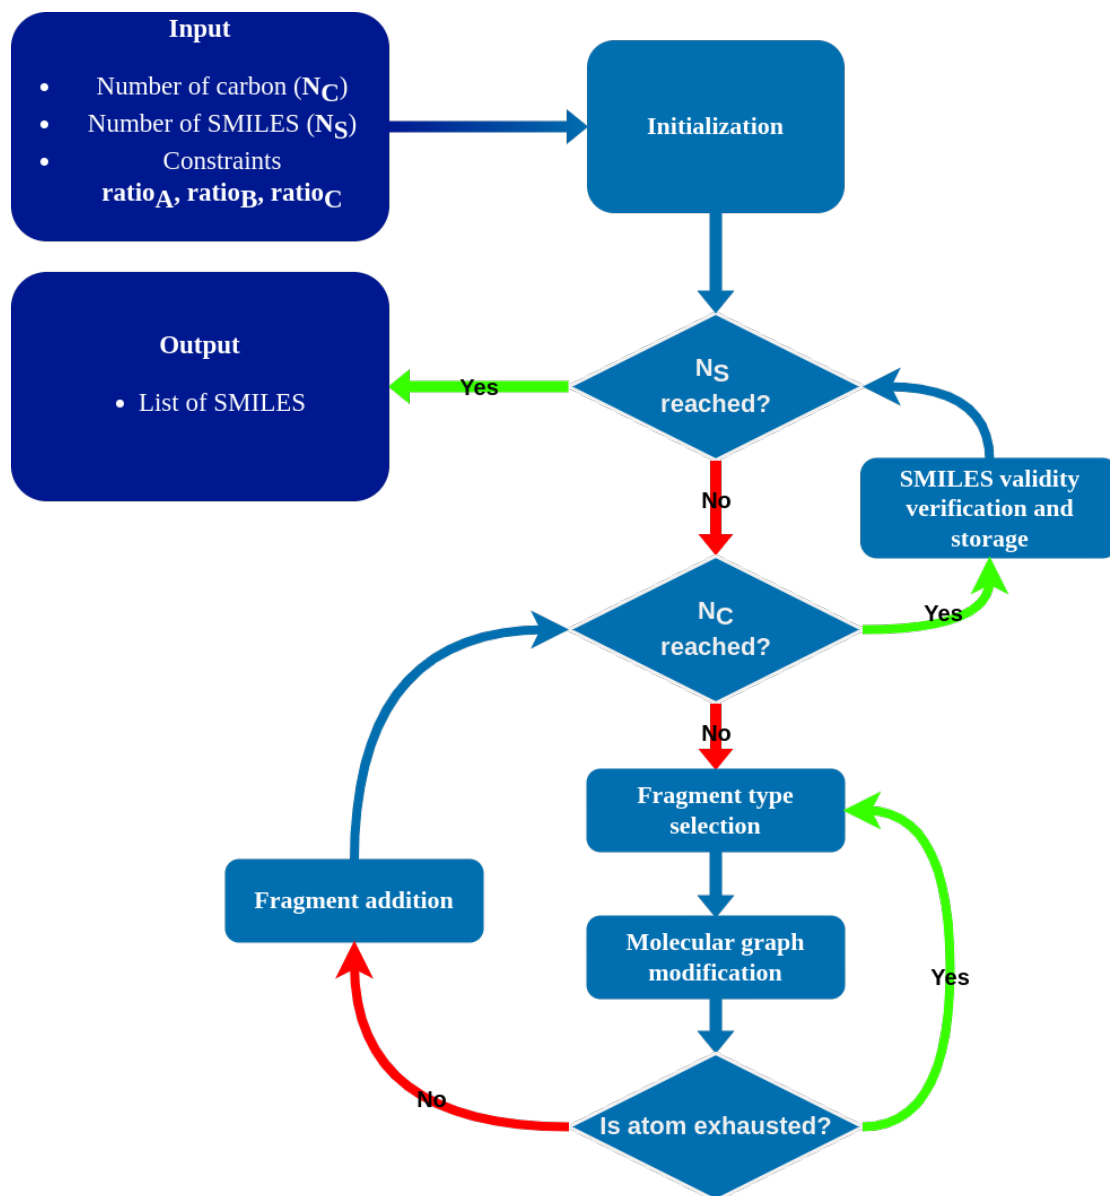 Input
• Number of carbon (NC)
• Number of SMILES (NS)
• Constraints
ratioA, ratioB, ratioC
Initialization
Output
• List of SMILES
NS
reached?
Yes
No
SMILES validity
verification and
storage
NC
reached?
Yes
No
Fragment type
selection
Fragment addition
Molecular graph
modification
Yes
No
Is atom exhausted?